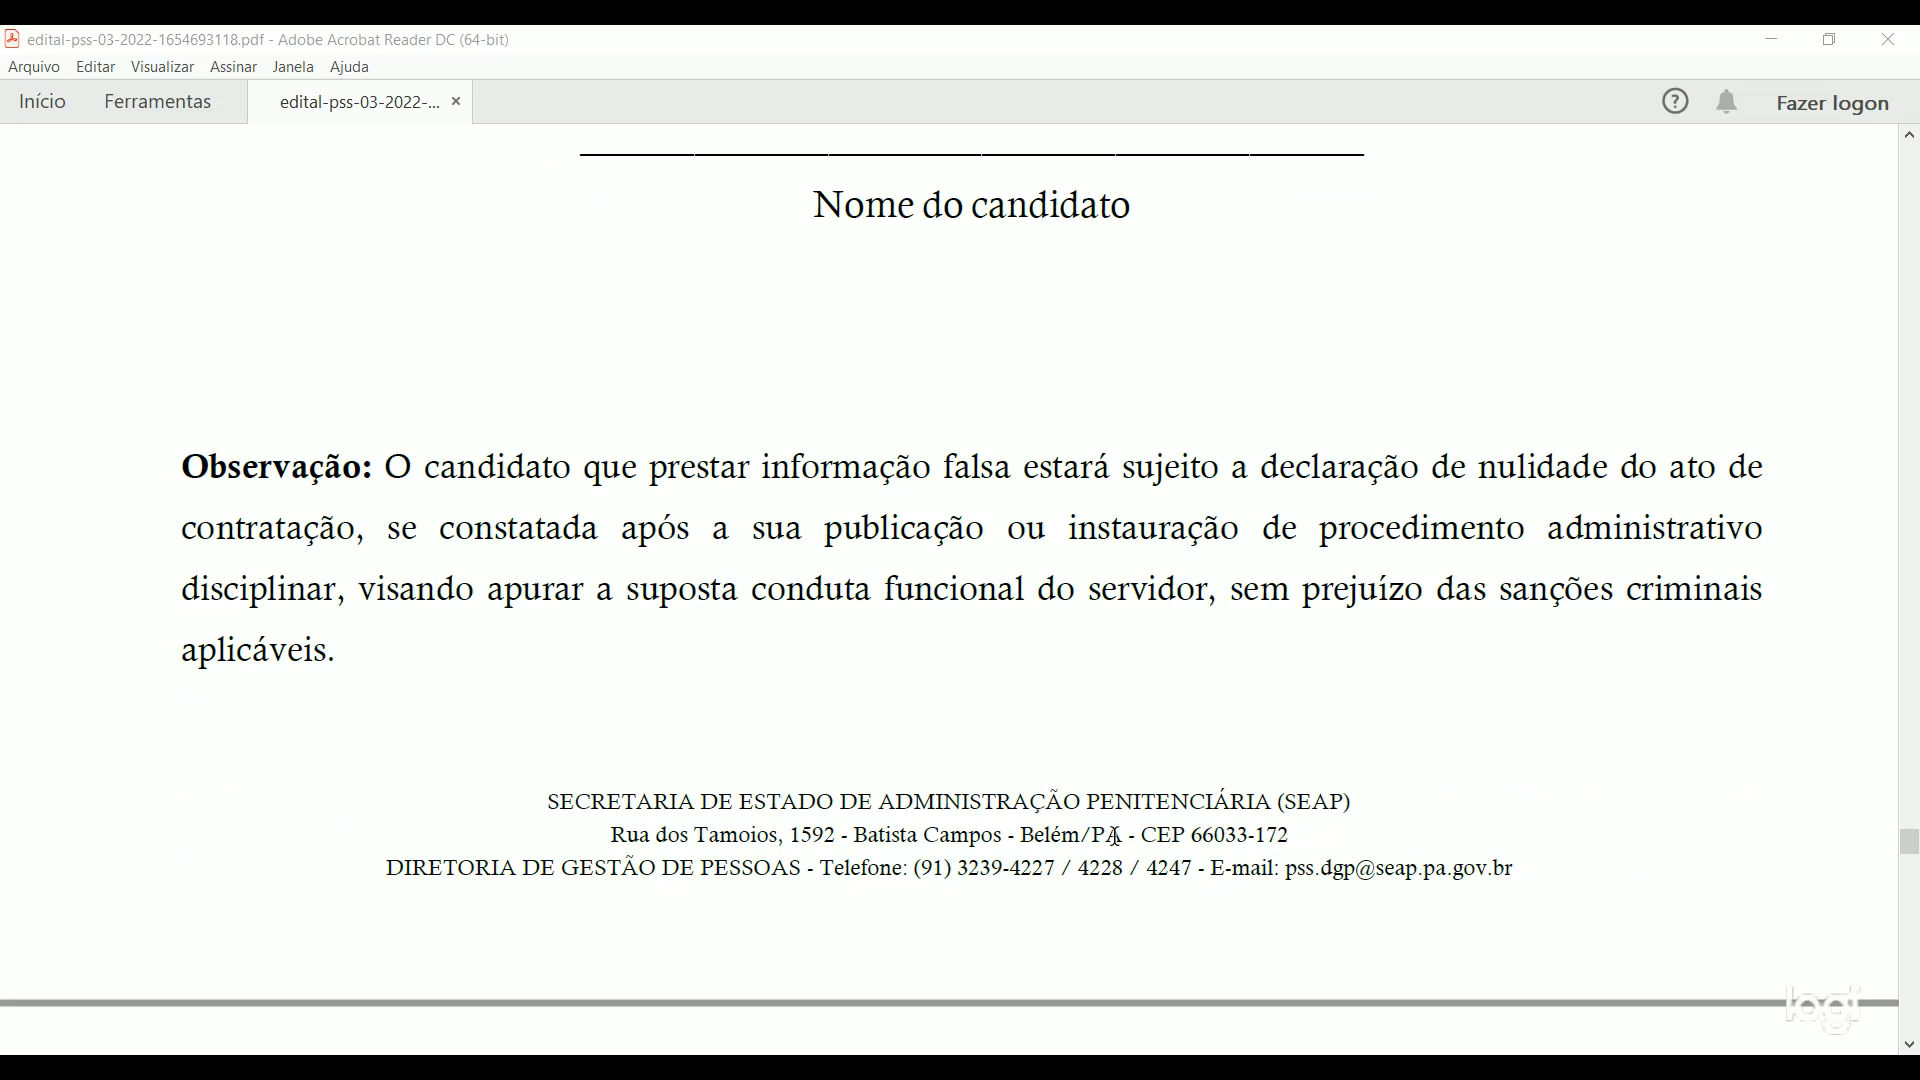 edital-pss-03-2022-1654693118.pdf - Adobe Acrobat Reader DC (64-bit)
Arquivo Editar Visualizar Assinar Janela Ajuda
Início Ferramentas edital-pss-03-2022-... × Fazer logon
Nome do candidato
Observação: O candidato que prestar informação falsa estará sujeito a declaração de nulidade do ato de
contratação, se constatada após a sua publicação ou instauração de procedimento administrativo
disciplinar, visando apurar a suposta conduta funcional do servidor, sem prejuízo das sanções criminais
aplicáveis.
SECRETARIA DE ESTADO DE ADMINISTRAÇÃO PENITENCIÁRIA (SEAP)
Rua dos Tamoios, 1592 - Batista Campos - Belém/PA - CEP 66033-172
DIRETORIA DE GESTÃO DE PESSOAS - Telefone: (91) 3239-4227 / 4228 / 4247 - E-mail: pss.dgp@seap.pa.gov.br
logi